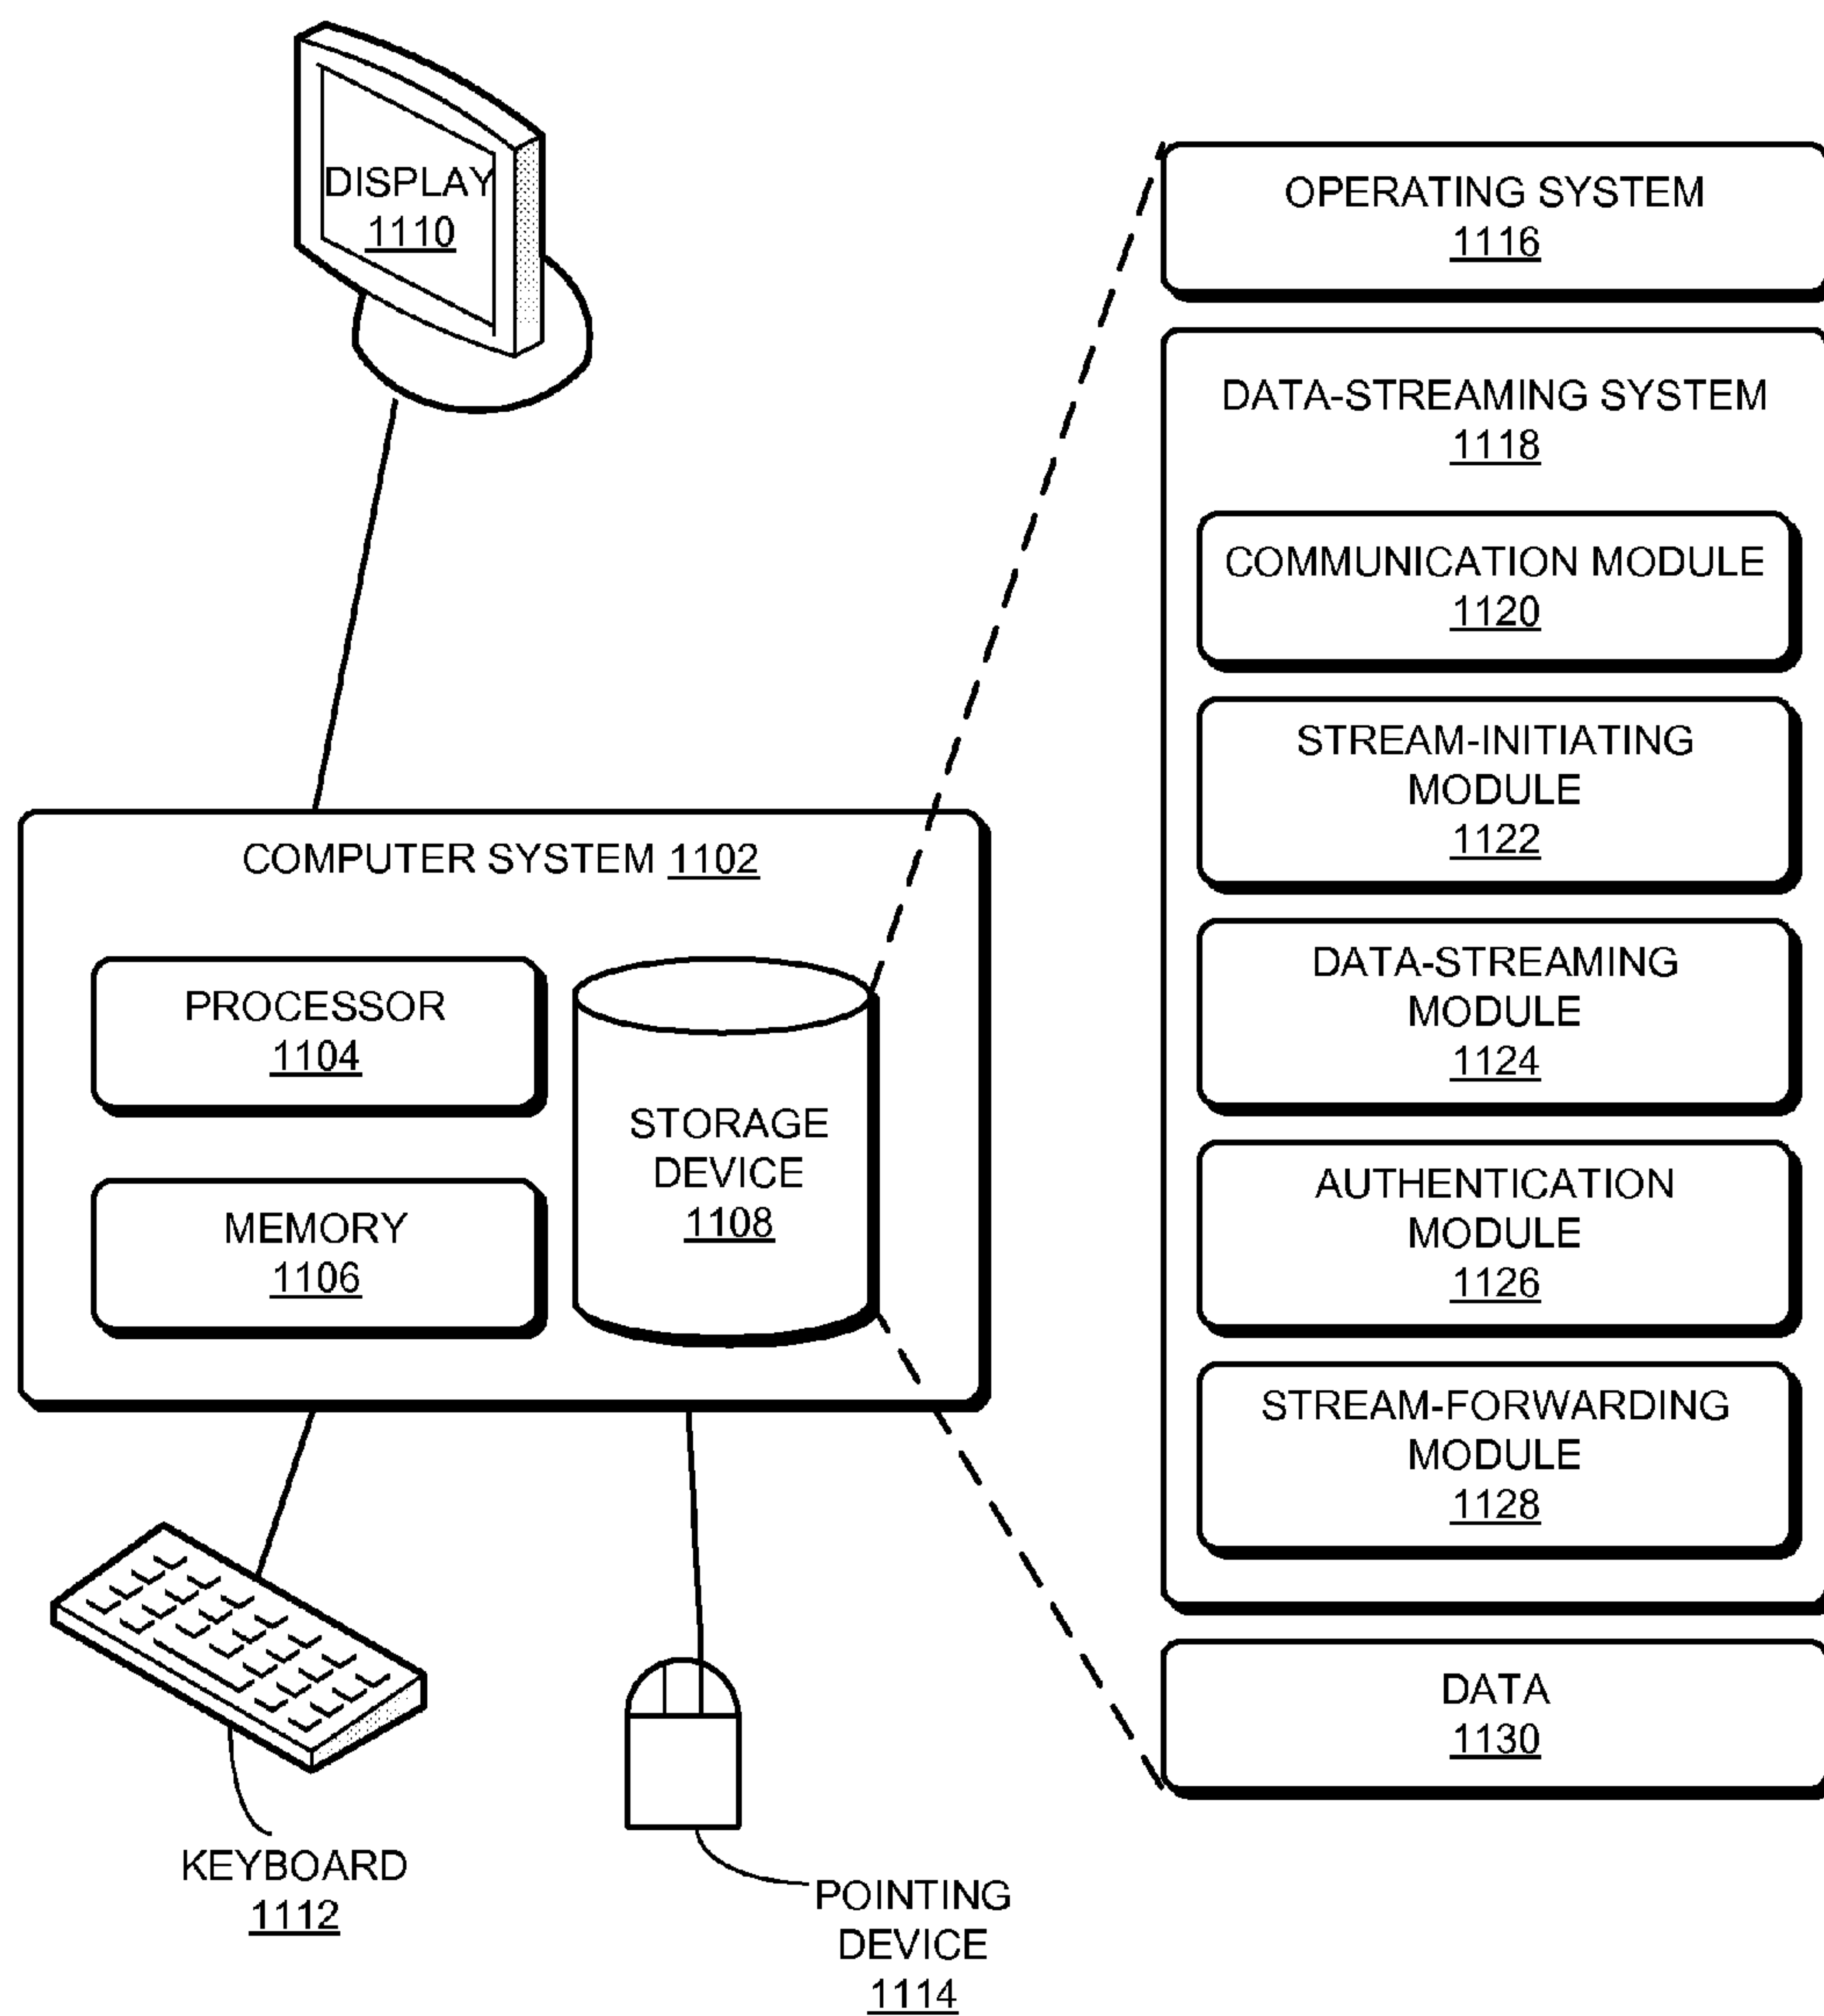 DISPLAY
1110
COMPUTER SYSTEM 1102
PROCESSOR
1104
MEMORY
1106
STORAGE
DEVICE
1108
KEYBOARD
1112
POINTING
DEVICE
1114
OPERATING SYSTEM
1116
DATA-STREAMING SYSTEM
1118
COMMUNICATION MODULE
1120
STREAM-INITIATING
MODULE
1122
DATA-STREAMING
MODULE
1124
AUTHENTICATION
MODULE
1126
STREAM-FORWARDING
MODULE
1128
DATA
1130